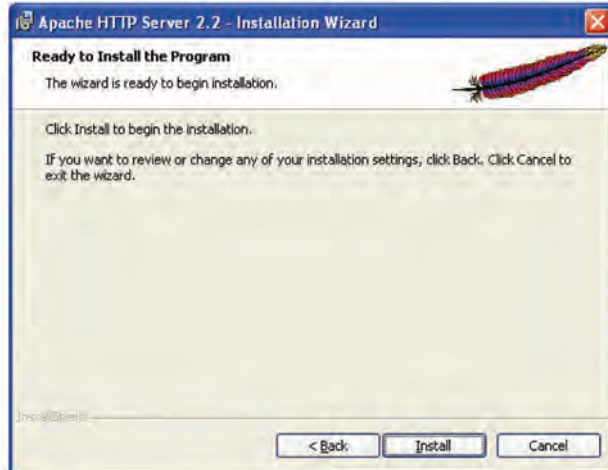 Apache HTTP Server 2.2 - Installation Wizard
Ready to Install the Program
The wizard is ready to begin installation.
Click Install to begin the installation.
If you want to review or change any of your installation settings, click Back. Click Cancel to
exit the wizard.
InstallShield
< Back
Install
Cancel